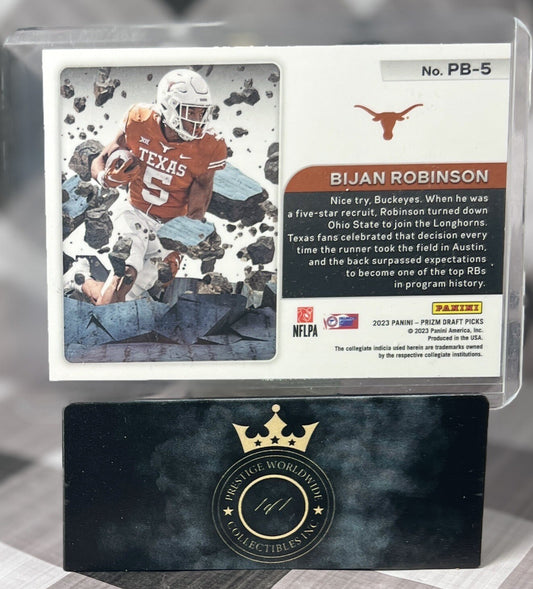 No. PB-5
TEXAS
5
BIJAN ROBINSON
Nice try, Buckeyes. When he was
a five-star recruit, Robinson turned down
Ohio State to join the Longhorns.
Texas fans celebrated that decision every
time the runner took the field in Austin,
and the back surpassed expectations
to become one of the top RBs
in program history.
PANINI
NFLPA
2023 PANINI – PRIZM DRAFT PICKS
© 2023 Panini America, Inc.
Produced in the USA.
The collegiate indicia used herein are trademarks owned
by the respective collegiate institutions.
PRESTIGE WORLDWIDE
1of1
COLLECTIBLES INC